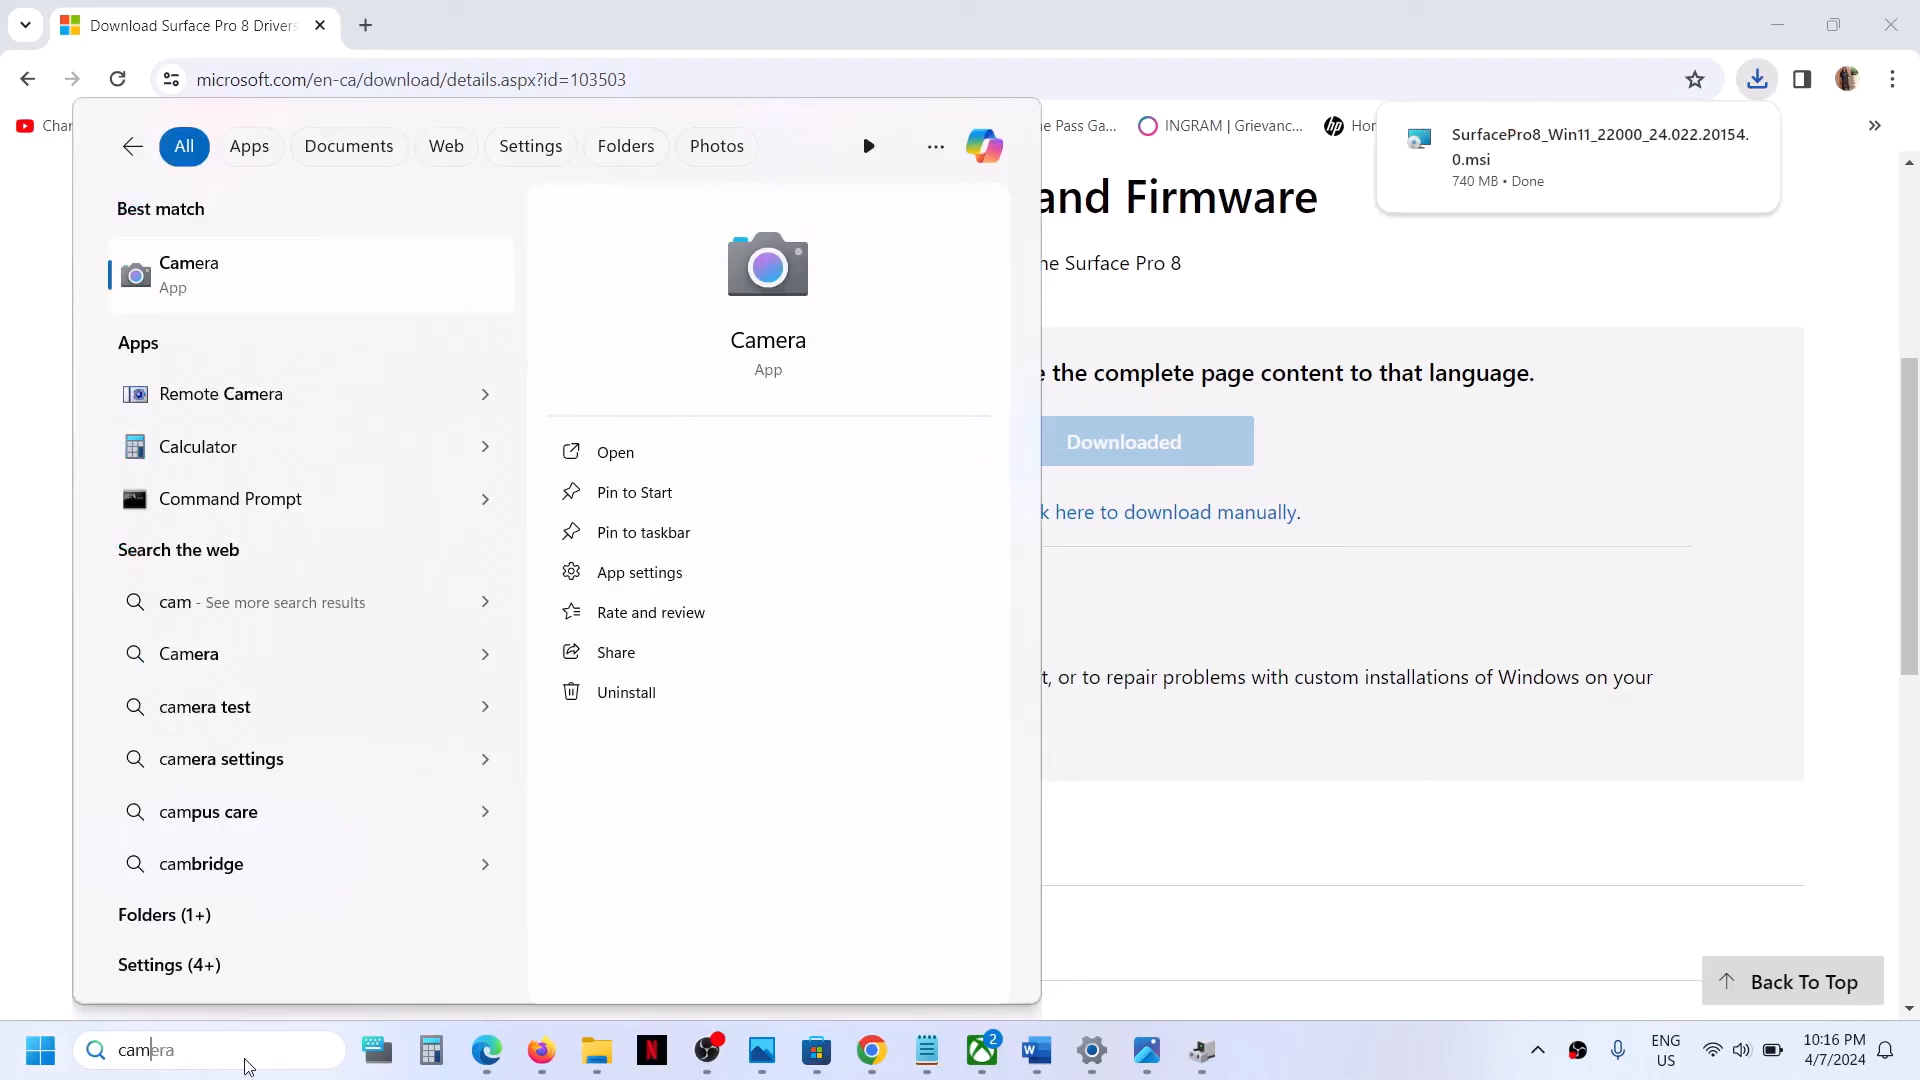 Download Surface Pro 8 Drivers
microsoft.com/en-ca/download/details.aspx?id=103503
Char
e Pass Ga...
INGRAM | Grievanc...
Hor
SurfacePro8_Win11_22000_24.022.20154.
0.msi
740 MB • Done
All
Apps
Documents
Web
Settings
Folders
Photos
and Firmware
Best match
Camera
App
Camera
App
ne Surface Pro 8
Apps
Remote Camera
Calculator
Command Prompt
e the complete page content to that language.
Downloaded
k here to download manually.
Open
Pin to Start
Pin to taskbar
App settings
Rate and review
Share
Uninstall
Search the web
cam - See more search results
Camera
camera test
camera settings
campus care
cambridge
t, or to repair problems with custom installations of Windows on your
Folders (1+)
Settings (4+)
Back To Top
camera
2
ENG
US
10:16 PM
4/7/2024